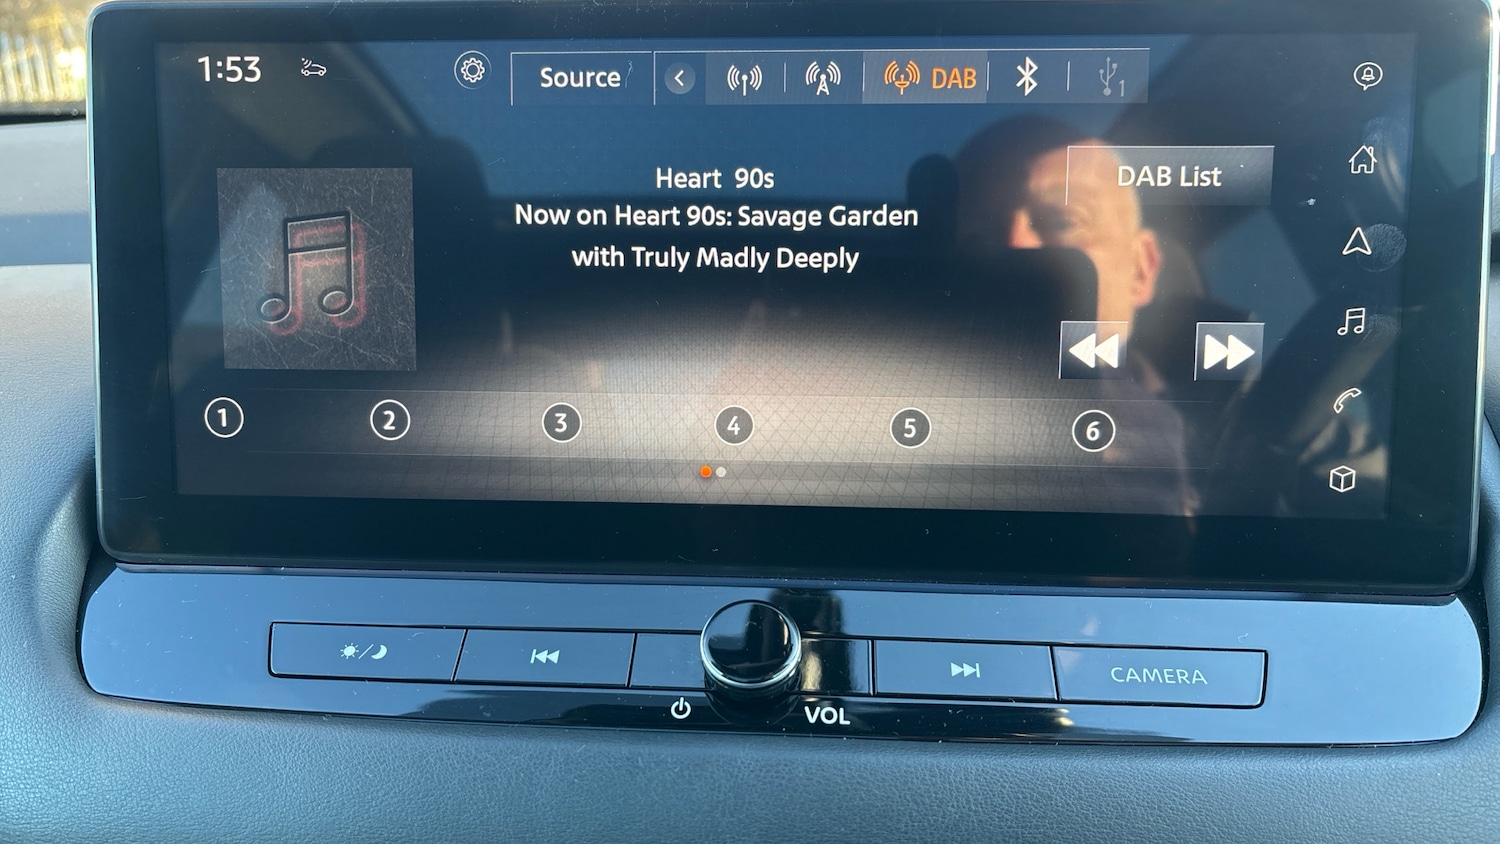 1:53
Source
DAB
1
Heart 90s
DAB List
Now on Heart 90s: Savage Garden
with Truly Madly Deeply
1
2
3
4
5
6
CAMERA
VOL